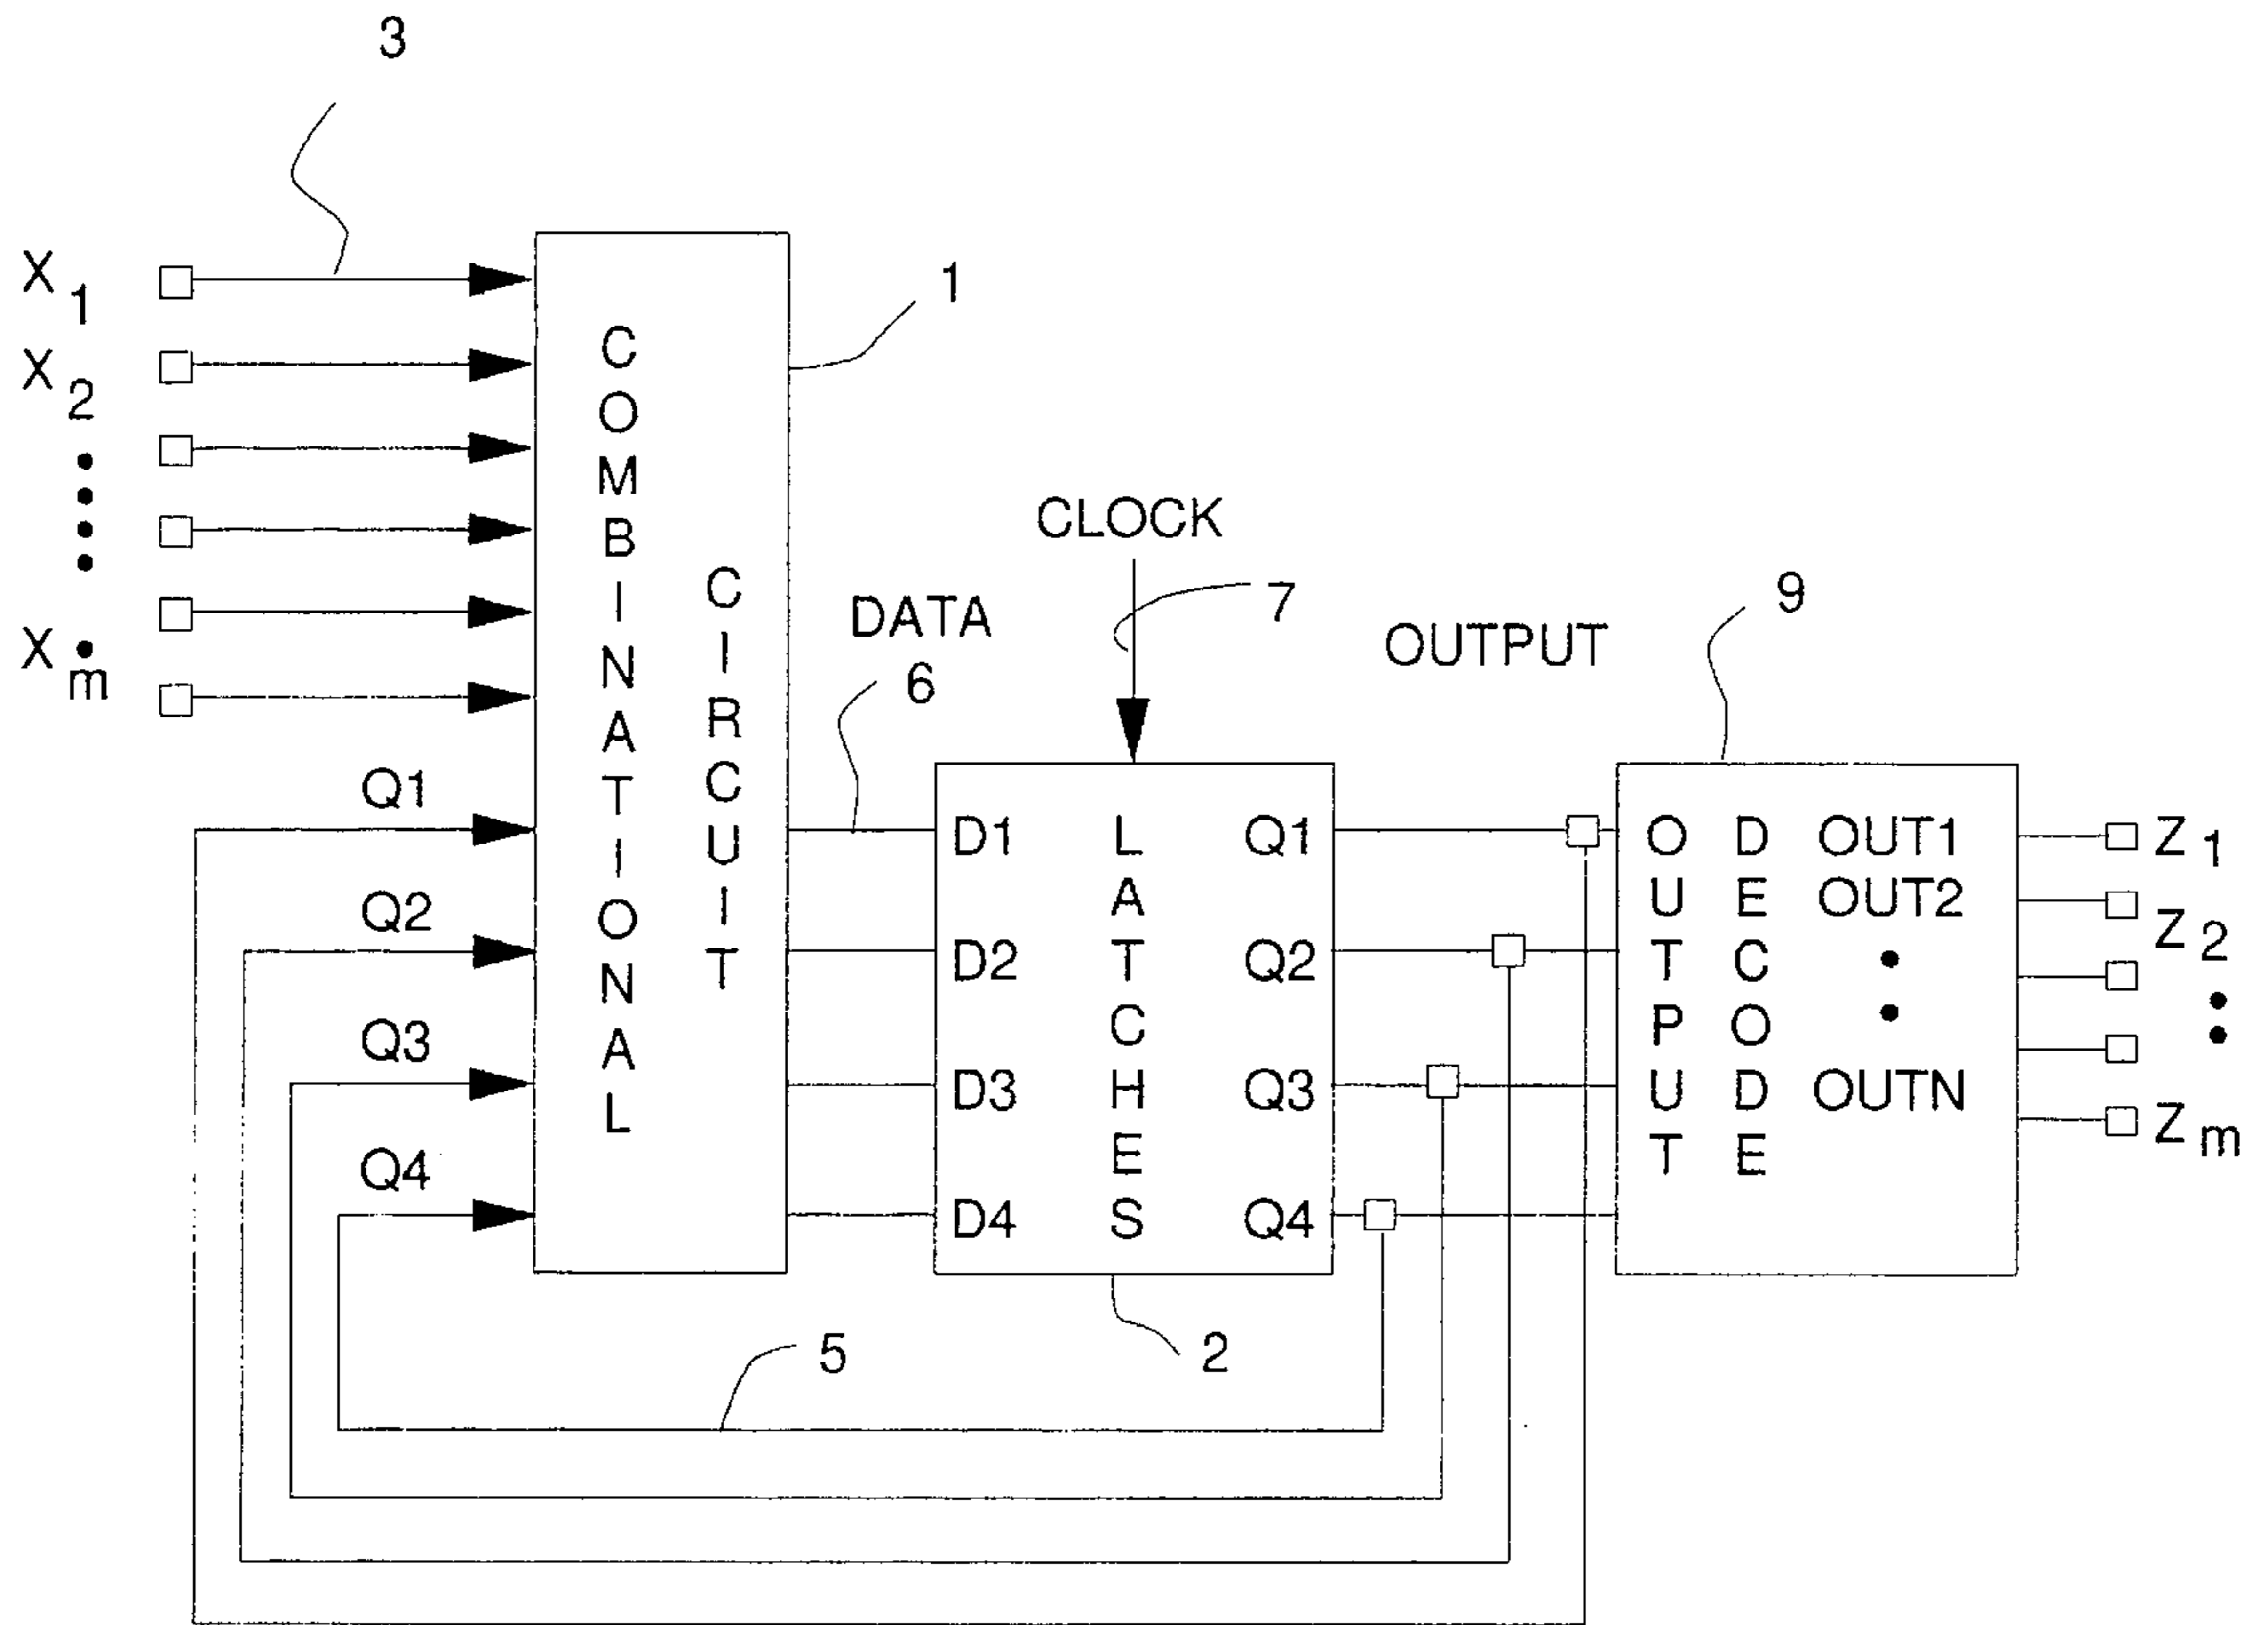 3
X1
X2
Xm
1
COMBINATIONAL
CIRCUIT
Q1
Q2
Q3
Q4
DATA
6
CLOCK
7
OUTPUT
9
D1
D2
D3
D4
LATCHES
Q1
Q2
Q3
Q4
OUTPUT
DECODE
OUT1
OUT2
OUTN
Z1
Z2
Zm
5
2